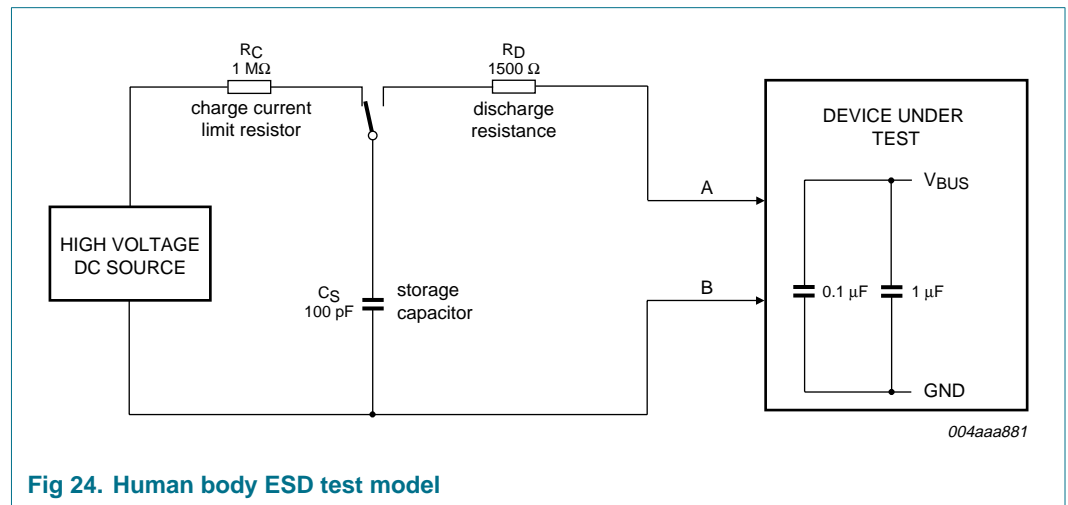 RC
1 MΩ
charge current
limit resistor
RD
1500 Ω
discharge
resistance
HIGH VOLTAGE
DC SOURCE
CS
100 pF
storage
capacitor
A
B
DEVICE UNDER
TEST
VBUS
0.1 μF
1 μF
GND
004aaa881
Fig 24. Human body ESD test model